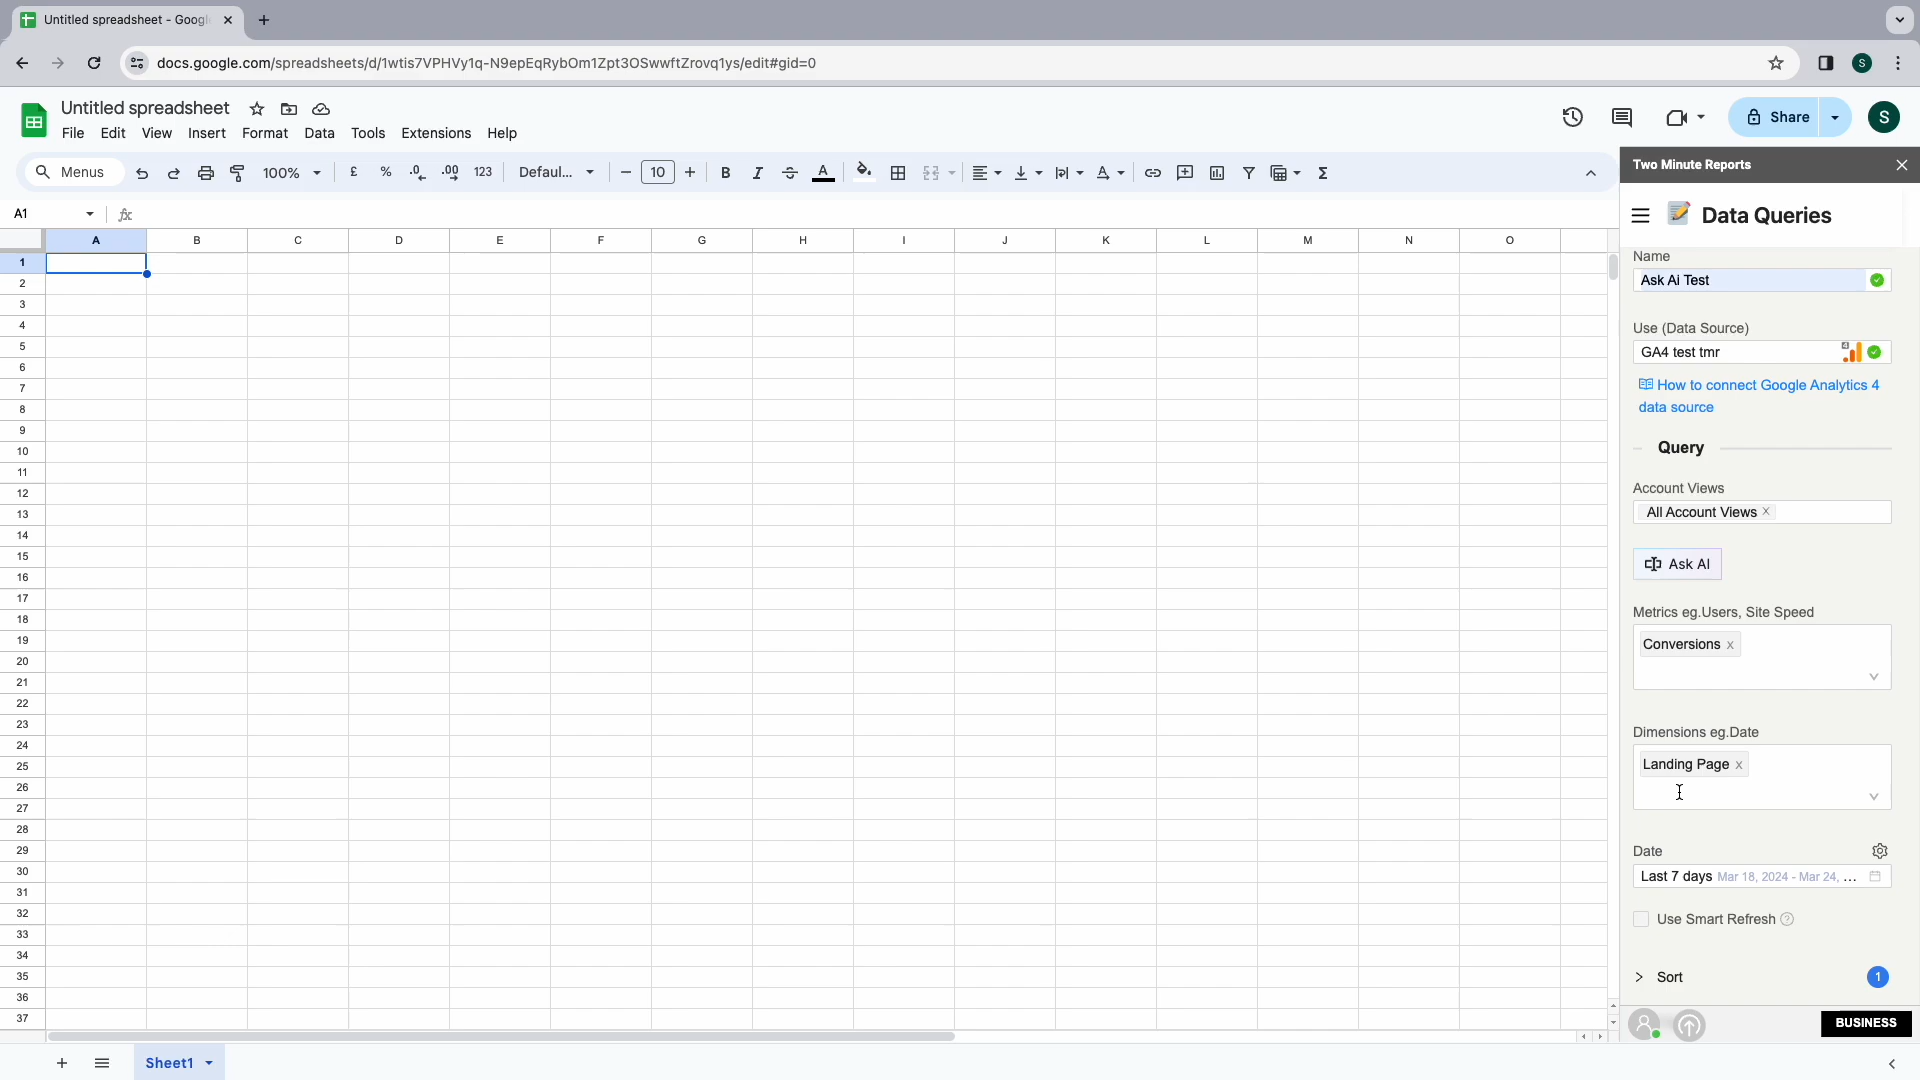 Untitled spreadsheet - Googl
docs.google.com/spreadsheets/d/1wtis7VPHVy1q-N9epEqRybOm1Zpt3OSwwftZrovq1ys/edit#gid=0
S
Untitled spreadsheet
File Edit View Insert Format Data Tools Extensions Help
Share
S
Menus 100% £ % .0 .00 123 Defaul... 10 B I A
Two Minute Reports
A1
fx
Data Queries
A B C D E F G H I J K L M N O
1
2
3
4
5
6
7
8
9
10
11
12
13
14
15
16
17
18
19
20
21
22
23
24
25
26
27
28
29
30
31
32
33
34
35
36
37
Name
Ask Ai Test
Use (Data Source)
GA4 test tmr
4
How to connect Google Analytics 4
data source
Query
Account Views
All Account Views x
Ask AI
Metrics eg.Users, Site Speed
Conversions x
Dimensions eg.Date
Landing Page x
Date
Last 7 days Mar 18, 2024 - Mar 24, ...
Use Smart Refresh ?
Sort 1
BUSINESS
Sheet1